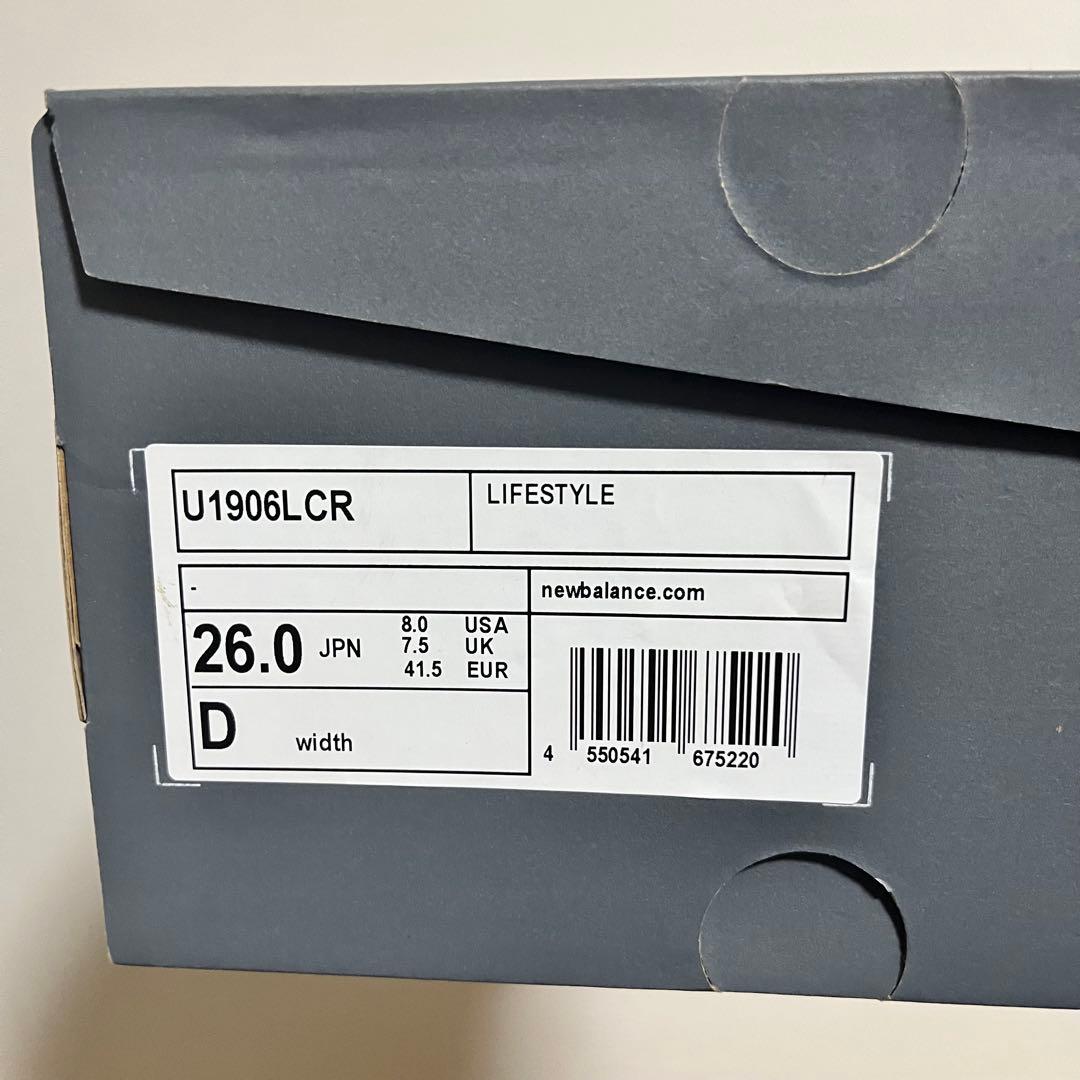 U1906LCR
LIFESTYLE
-
newbalance.com
26.0 JPN
8.0 USA
7.5 UK
41.5 EUR
D width
4 550541 675220